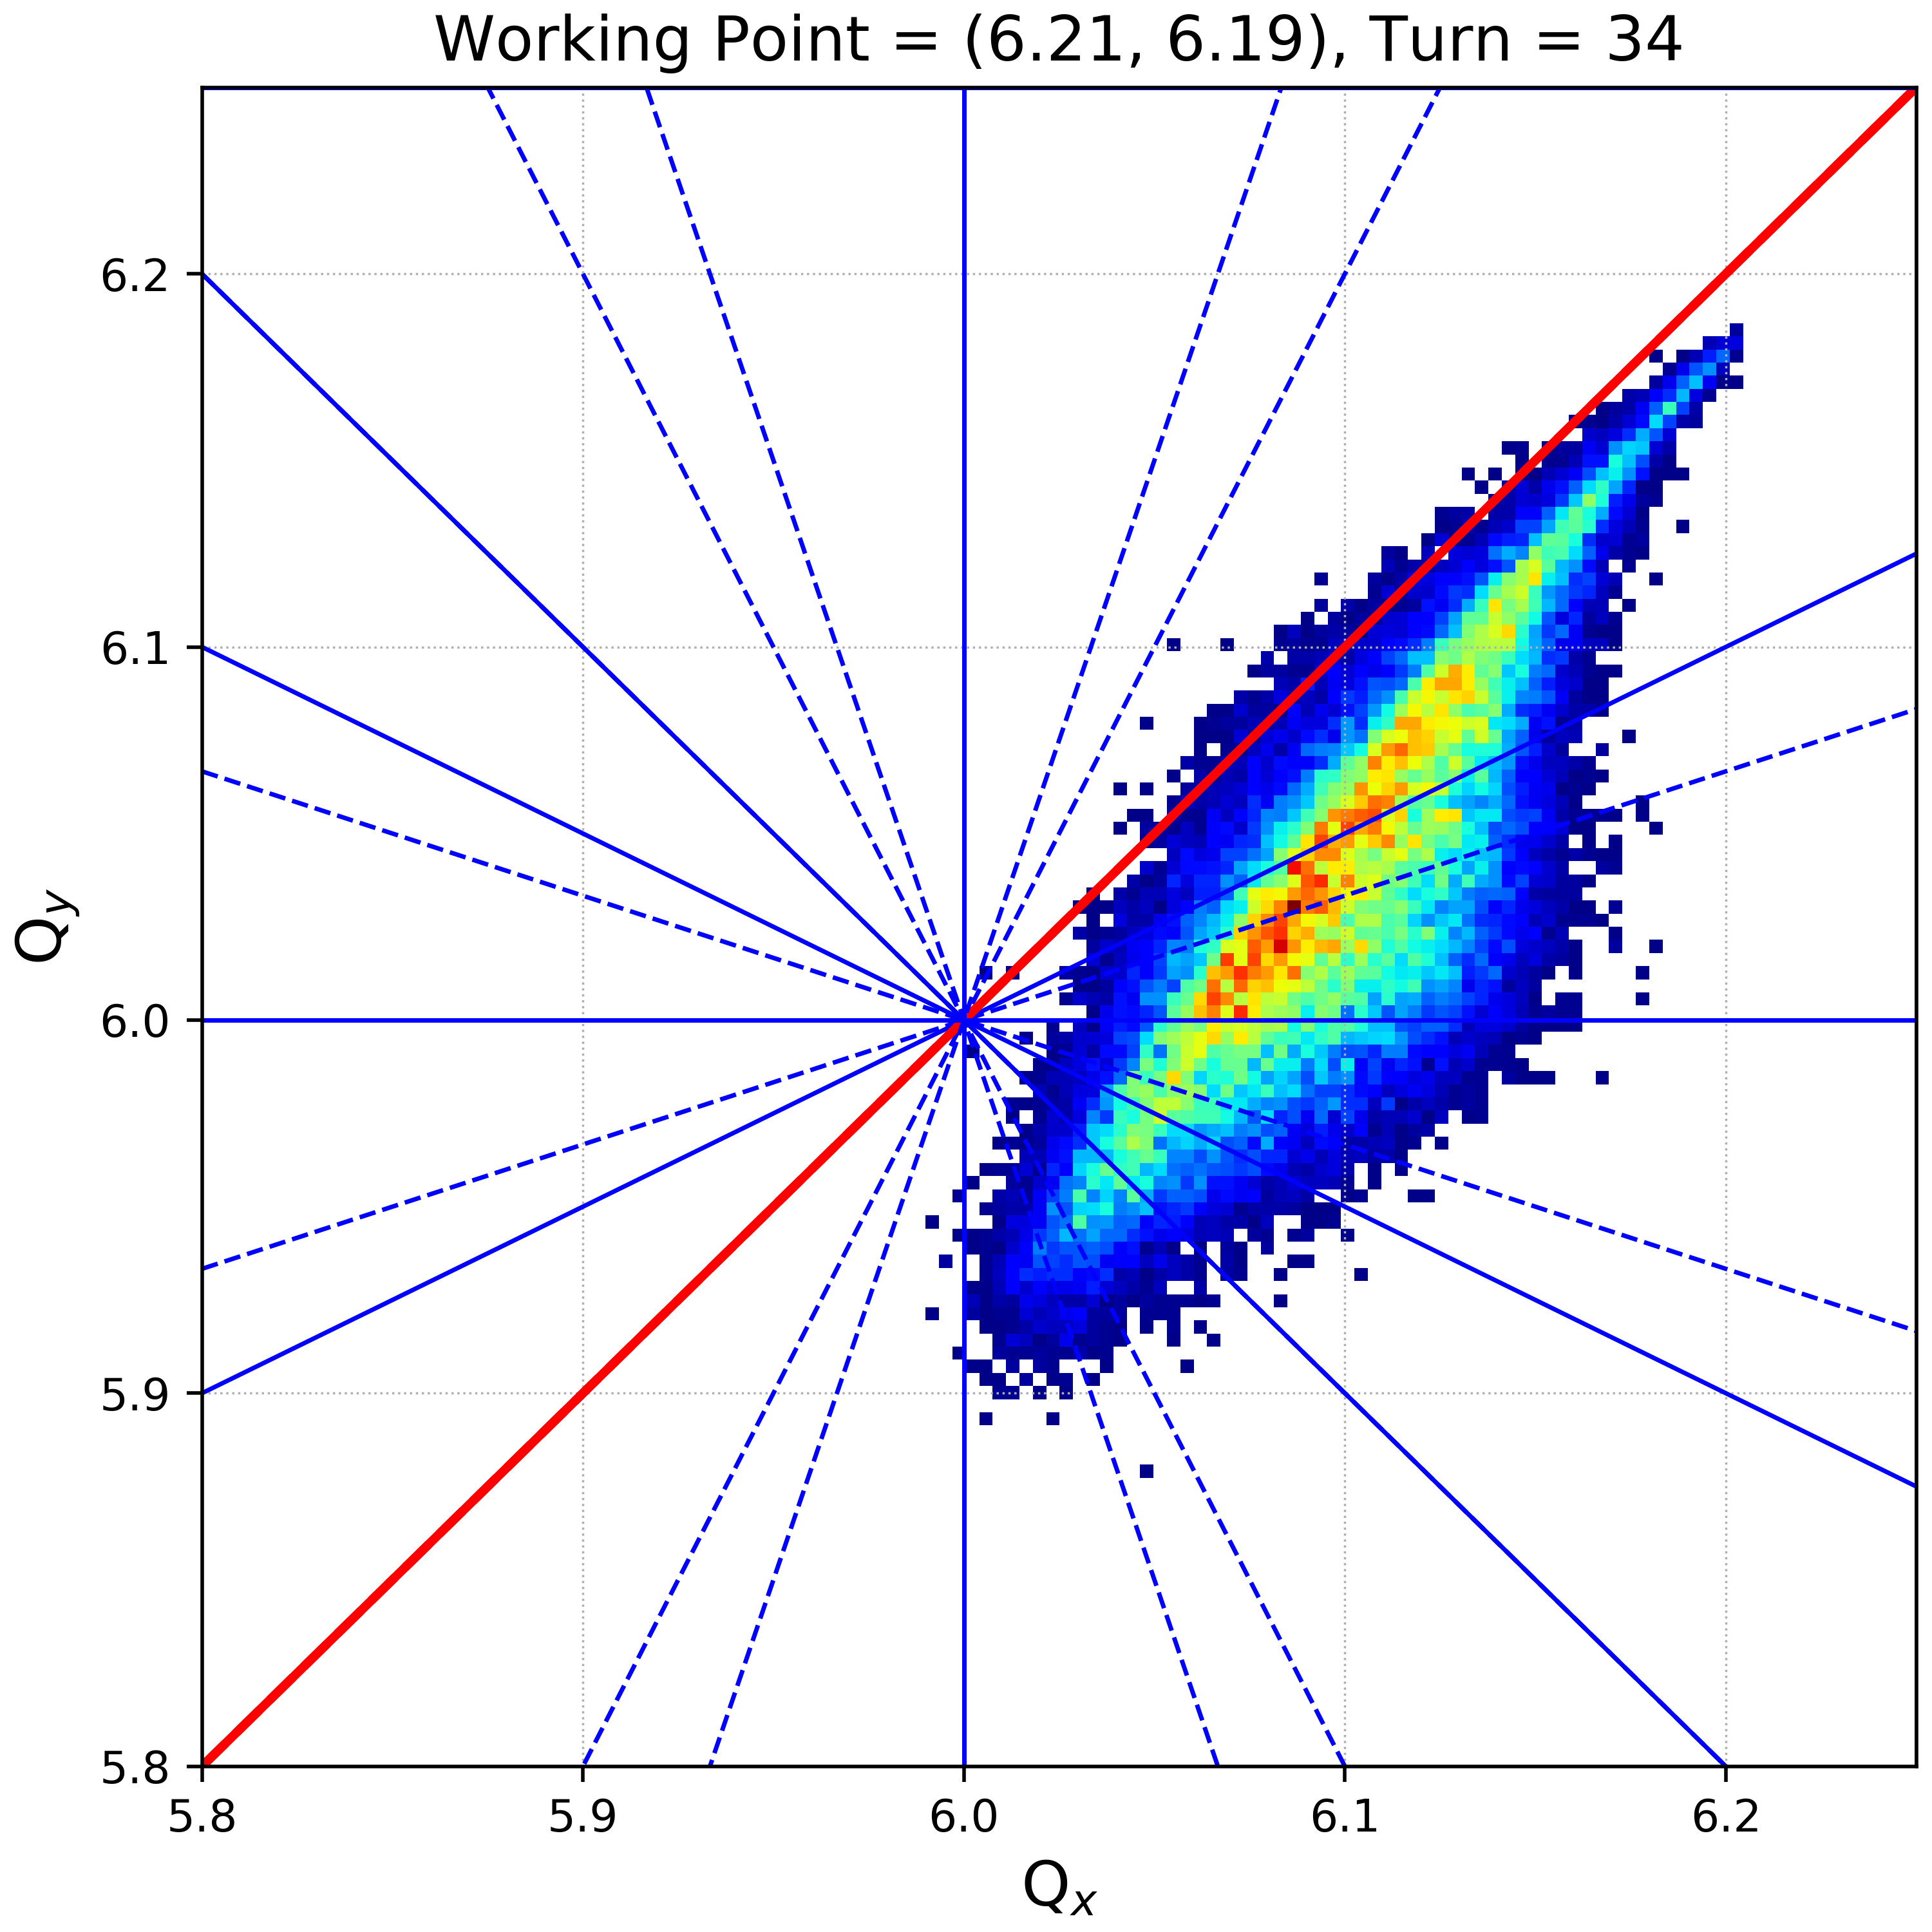 Working Point = (6.21, 6.19), Turn = 34
6.2
6.1
6.0
5.9
5.8
Qy
5.8 5.9 6.0 6.1 6.2
Qx